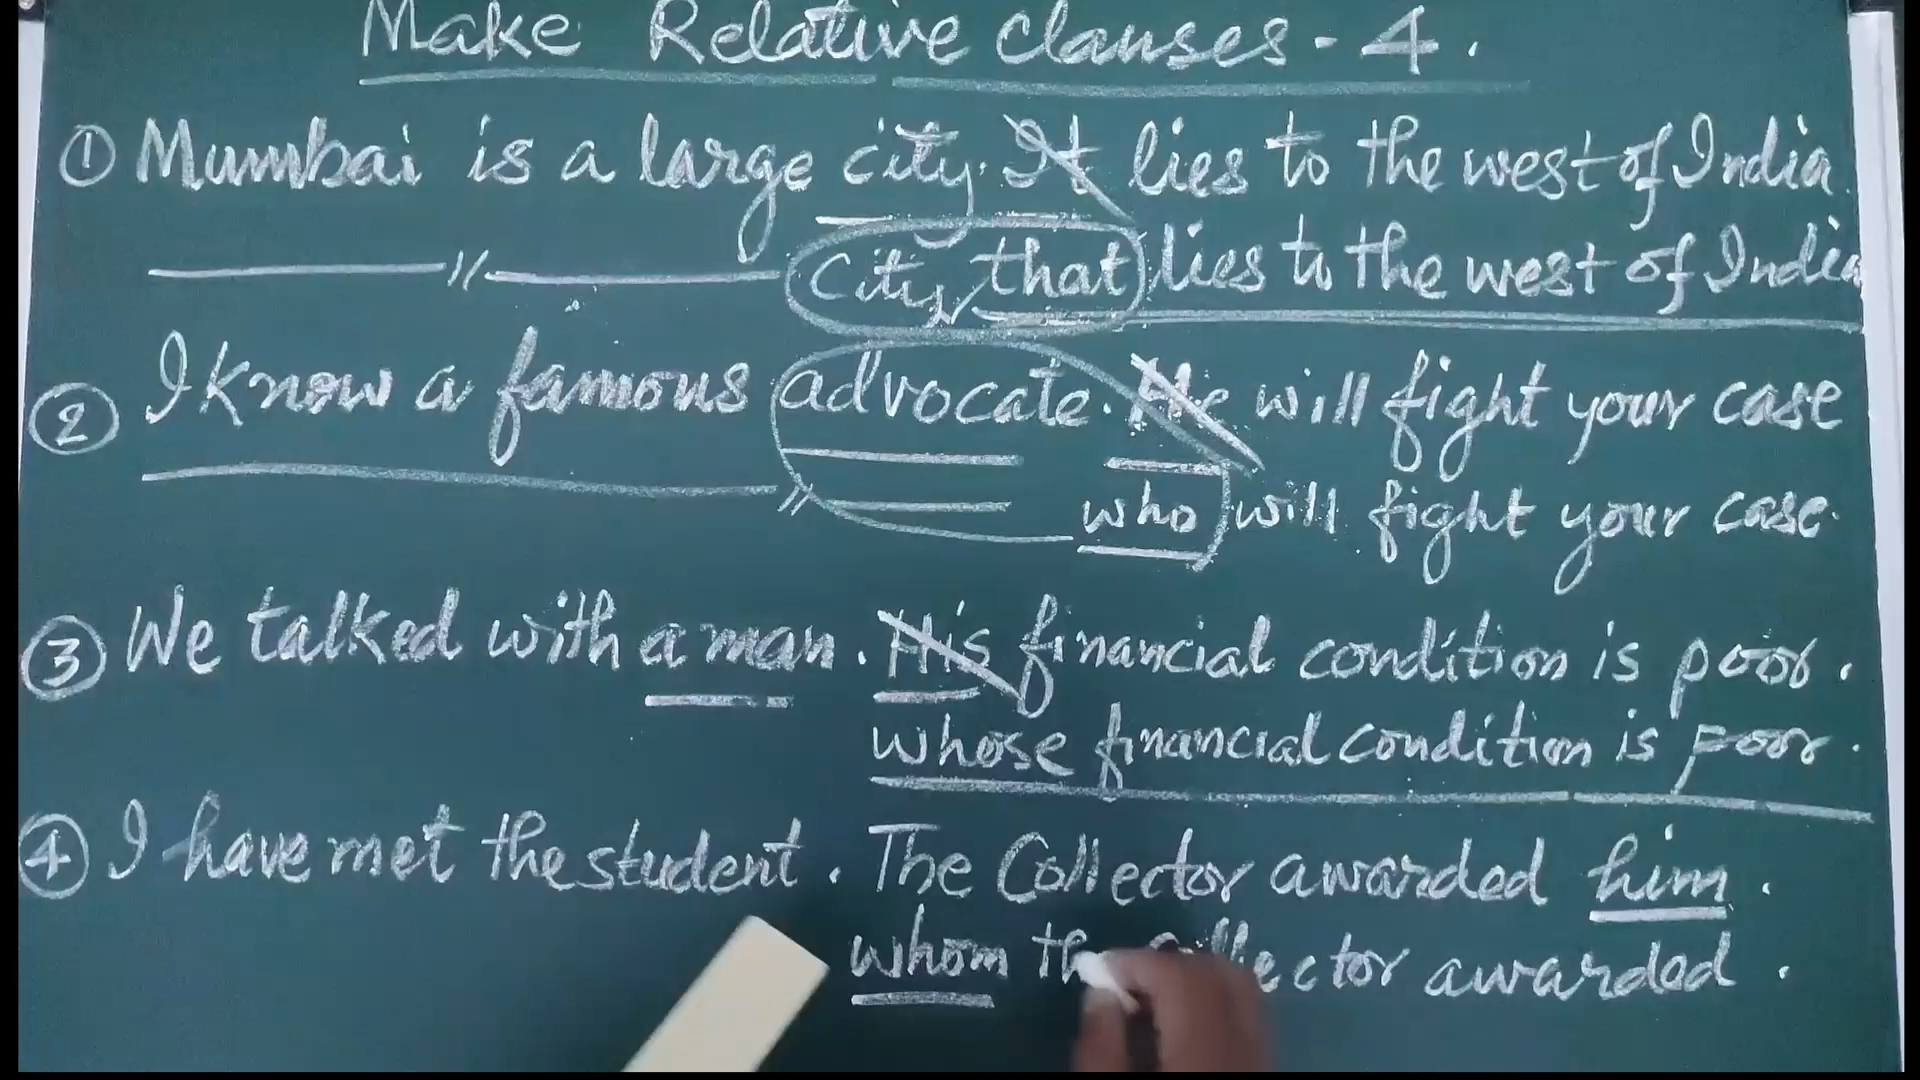 Make Relative clauses - 4.
① Mumbai is a large city. It lies to the west of India.
〃 city that lies to the west of India
② I know a famous advocate. He will fight your case
〃 who will fight your case.
③ We talked with a man. His financial condition is poor.
whose financial condition is poor.
④ I have met the student. The Collector awarded him.
whom the Collector awarded.